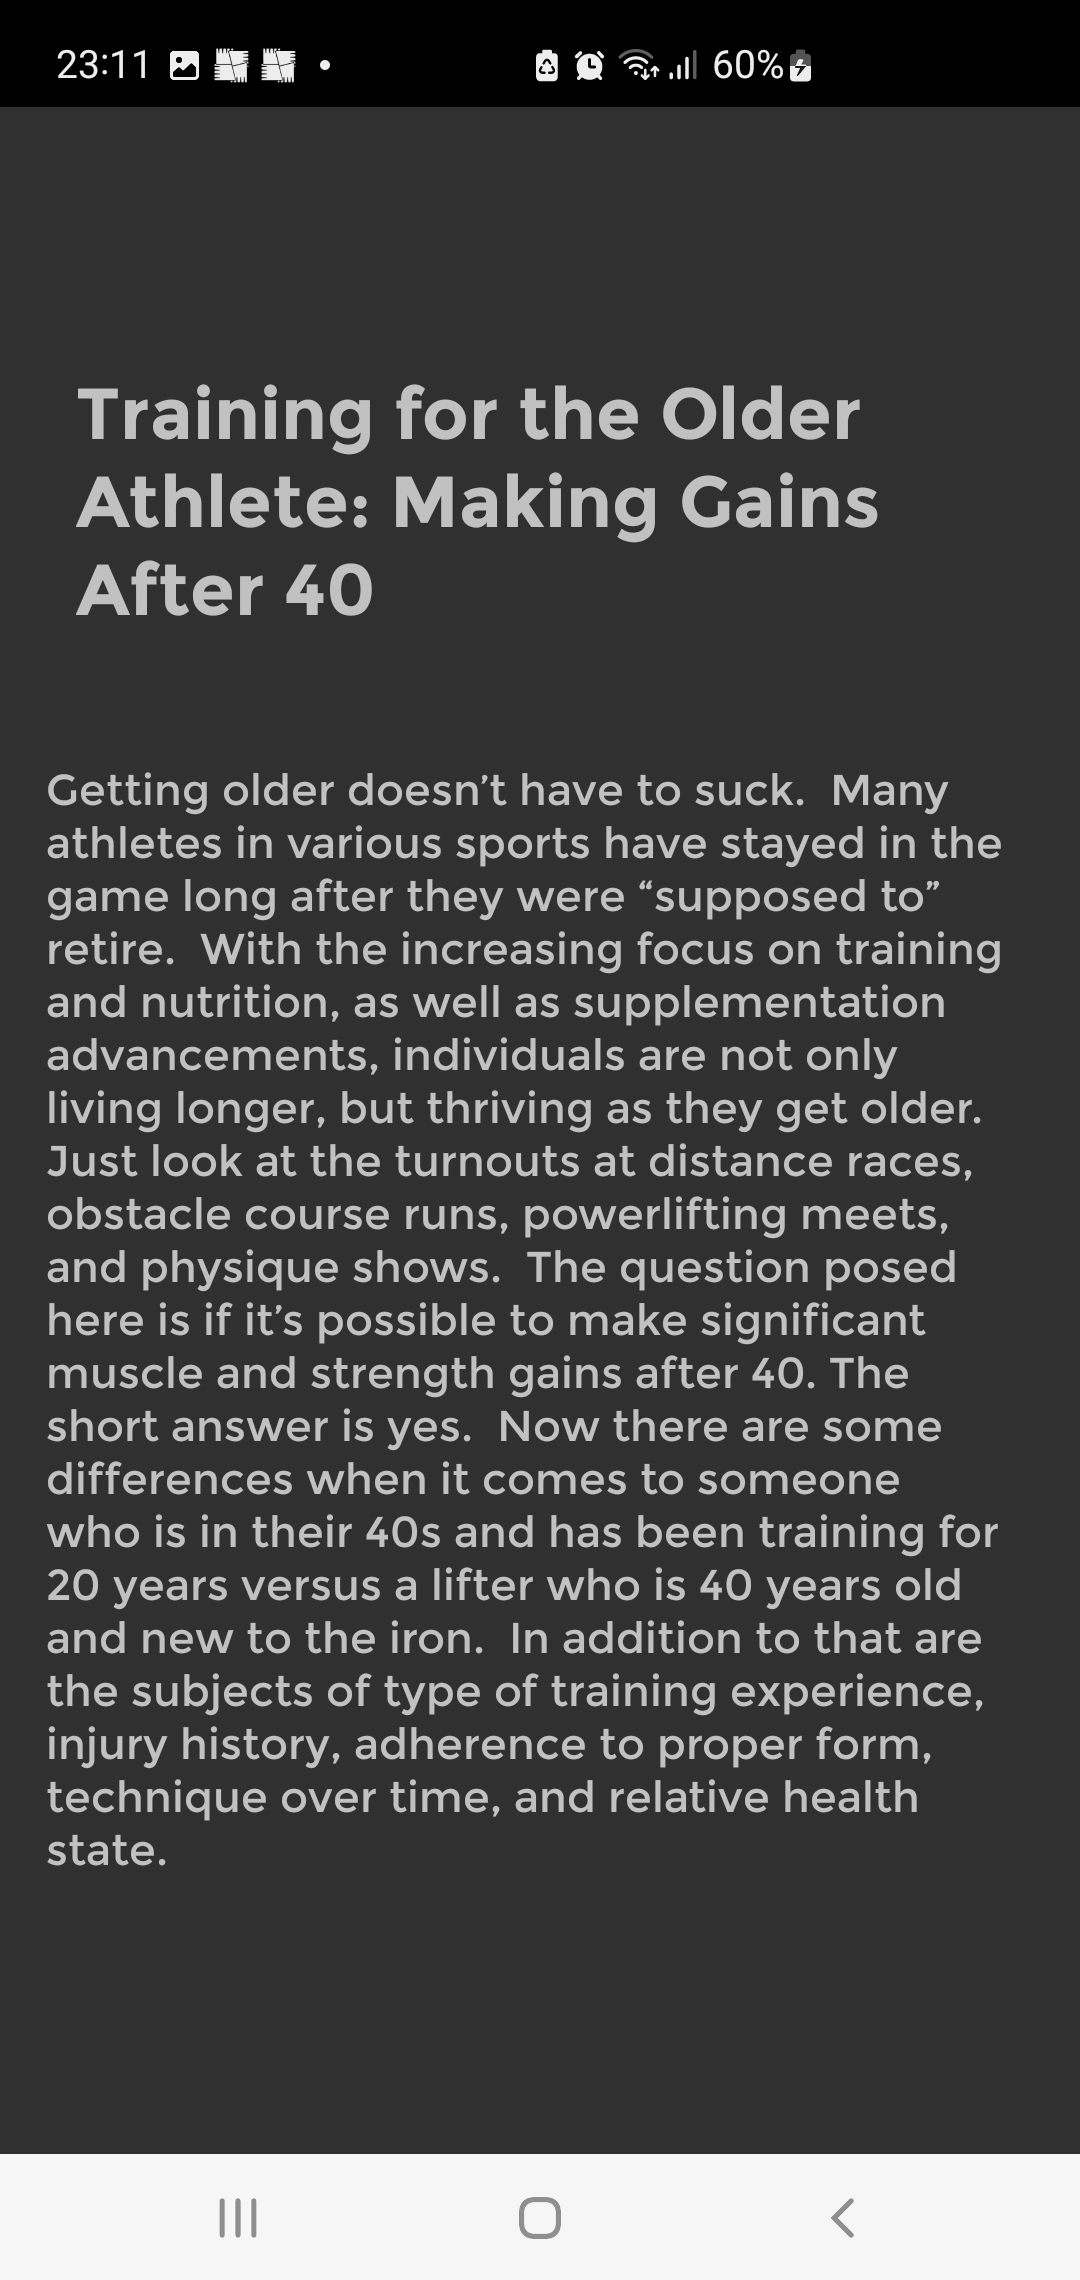 23:11
60%
Training for the Older
Athlete: Making Gains
After 40
Getting older doesn’t have to suck.  Many
athletes in various sports have stayed in the
game long after they were “supposed to”
retire.  With the increasing focus on training
and nutrition, as well as supplementation
advancements, individuals are not only
living longer, but thriving as they get older.
Just look at the turnouts at distance races,
obstacle course runs, powerlifting meets,
and physique shows.  The question posed
here is if it’s possible to make significant
muscle and strength gains after 40. The
short answer is yes.  Now there are some
differences when it comes to someone
who is in their 40s and has been training for
20 years versus a lifter who is 40 years old
and new to the iron.  In addition to that are
the subjects of type of training experience,
injury history, adherence to proper form,
technique over time, and relative health
state.